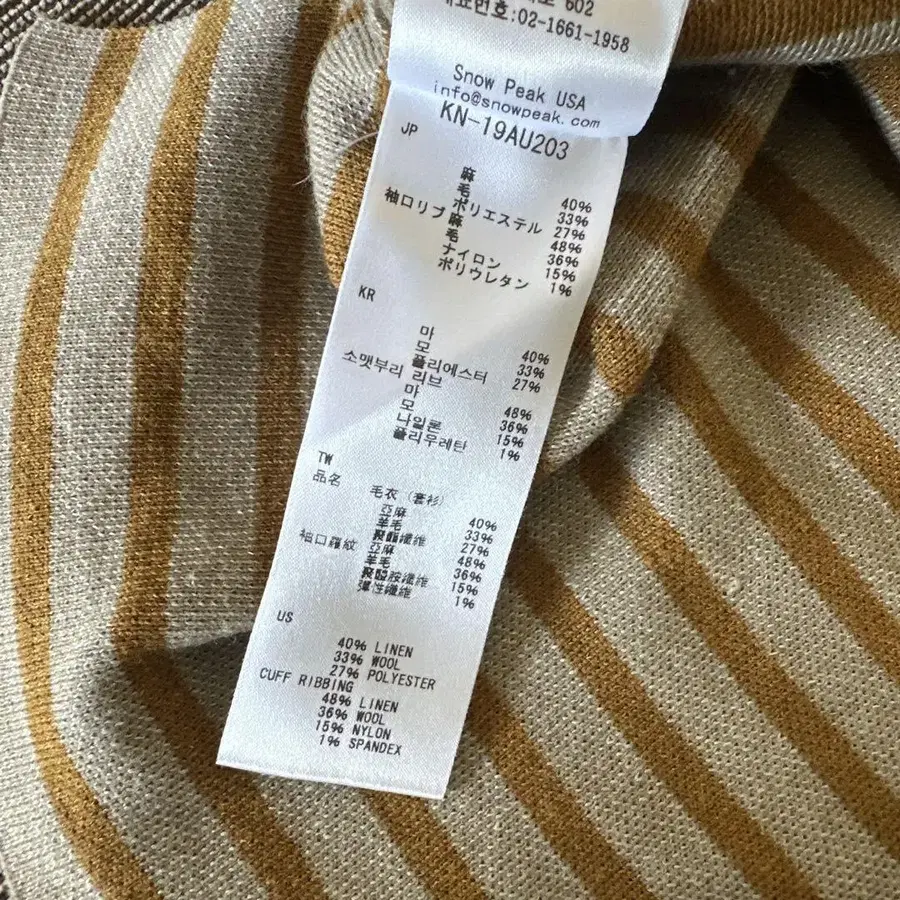 602
대표번호:02-1661-1958
Snow Peak USA
info@snowpeak.com
KN-19AU203
JP
麻 40%
毛 33%
ポリエステル 27%
袖口リブ 麻 48%
毛 36%
ナイロン 15%
ポリウレタン 1%
KR
마 40%
모 33%
폴리에스터 27%
소맷부리 리브
마 48%
모 36%
나일론 15%
폴리우레탄 1%
TW
品名 毛衣 (套衫)
亞麻 40%
羊毛 33%
聚酯纖維 27%
袖口羅紋 亞麻 48%
羊毛 36%
聚醯胺纖維 15%
彈性纖維 1%
US
40% LINEN
33% WOOL
27% POLYESTER
CUFF RIBBING
48% LINEN
36% WOOL
15% NYLON
1% SPANDEX